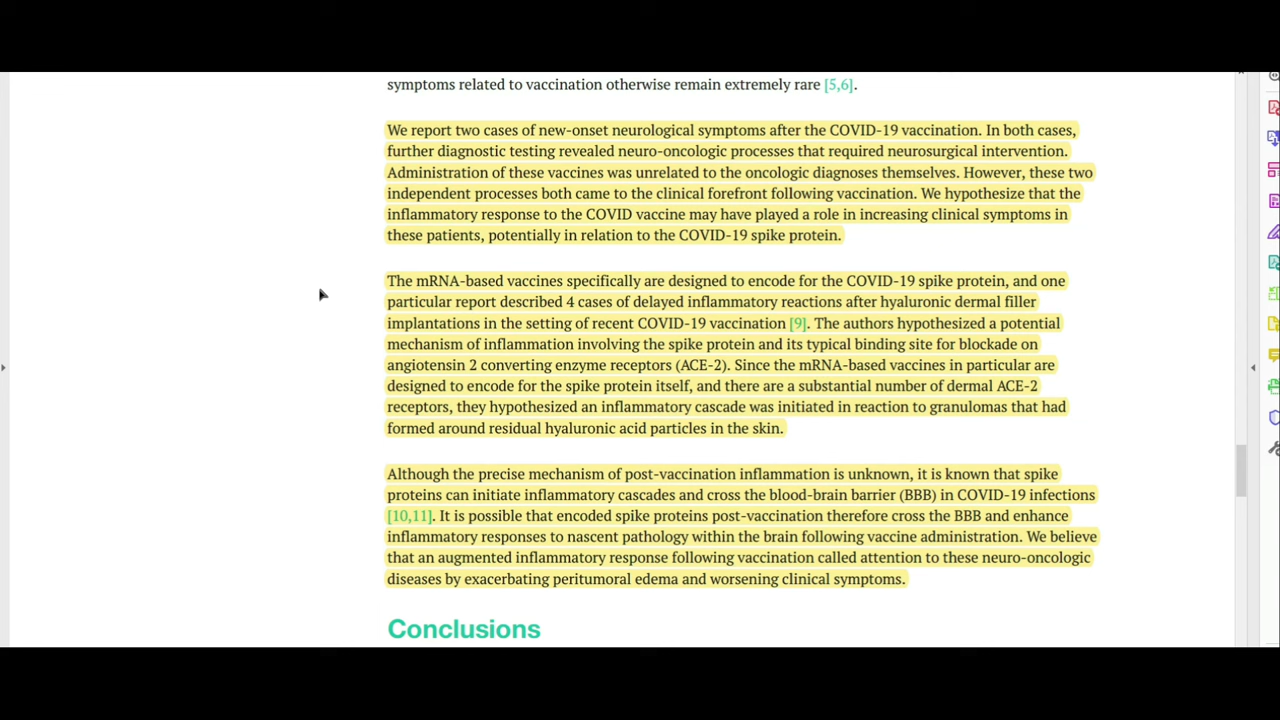 symptoms related to vaccination otherwise remain extremely rare [5,6].
We report two cases of new-onset neurological symptoms after the COVID-19 vaccination. In both cases,
further diagnostic testing revealed neuro-oncologic processes that required neurosurgical intervention.
Administration of these vaccines was unrelated to the oncologic diagnoses themselves. However, these two
independent processes both came to the clinical forefront following vaccination. We hypothesize that the
inflammatory response to the COVID vaccine may have played a role in increasing clinical symptoms in
these patients, potentially in relation to the COVID-19 spike protein.
The mRNA-based vaccines specifically are designed to encode for the COVID-19 spike protein, and one
particular report described 4 cases of delayed inflammatory reactions after hyaluronic dermal filler
implantations in the setting of recent COVID-19 vaccination [9]. The authors hypothesized a potential
mechanism of inflammation involving the spike protein and its typical binding site for blockade on
angiotensin 2 converting enzyme receptors (ACE-2). Since the mRNA-based vaccines in particular are
designed to encode for the spike protein itself, and there are a substantial number of dermal ACE-2
receptors, they hypothesized an inflammatory cascade was initiated in reaction to granulomas that had
formed around residual hyaluronic acid particles in the skin.
Although the precise mechanism of post-vaccination inflammation is unknown, it is known that spike
proteins can initiate inflammatory cascades and cross the blood-brain barrier (BBB) in COVID-19 infections
[10,11]. It is possible that encoded spike proteins post-vaccination therefore cross the BBB and enhance
inflammatory responses to nascent pathology within the brain following vaccine administration. We believe
that an augmented inflammatory response following vaccination called attention to these neuro-oncologic
diseases by exacerbating peritumoral edema and worsening clinical symptoms.
Conclusions